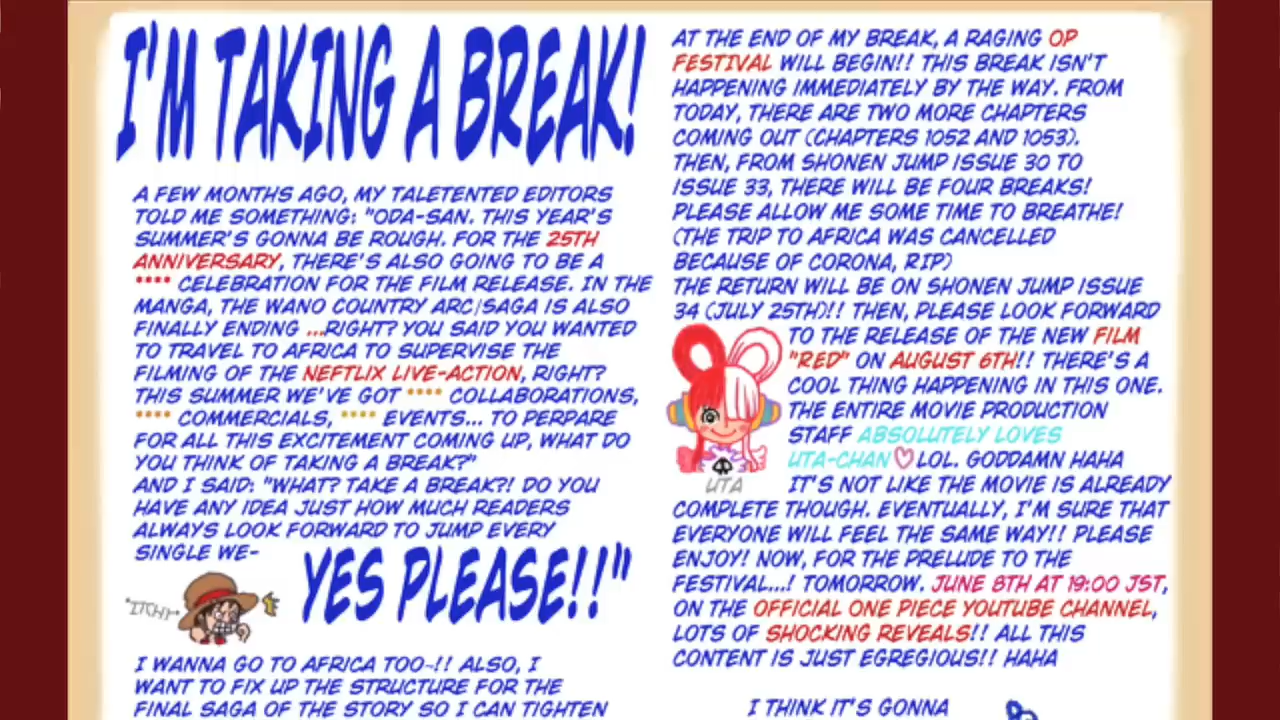 I'M TAKING A BREAK!
A FEW MONTHS AGO, MY TALETENTED EDITORS
TOLD ME SOMETHING: "ODA-SAN. THIS YEAR'S
SUMMER'S GONNA BE ROUGH. FOR THE 25TH
ANNIVERSARY, THERE'S ALSO GOING TO BE A
**** CELEBRATION FOR THE FILM RELEASE. IN THE
MANGA, THE WANO COUNTRY ARC/SAGA IS ALSO
FINALLY ENDING ...RIGHT? YOU SAID YOU WANTED
TO TRAVEL TO AFRICA TO SUPERVISE THE
FILMING OF THE NEFTLIX LIVE-ACTION, RIGHT?
THIS SUMMER WE'VE GOT **** COLLABORATIONS,
**** COMMERCIALS, **** EVENTS... TO PERPARE
FOR ALL THIS EXCITEMENT COMING UP, WHAT DO
YOU THINK OF TAKING A BREAK?"
AND I SAID: "WHAT? TAKE A BREAK?! DO YOU
HAVE ANY IDEA JUST HOW MUCH READERS
ALWAYS LOOK FORWARD TO JUMP EVERY
SINGLE WE-
YES PLEASE!!"
*ITCHY*
I WANNA GO TO AFRICA TOO~!! ALSO, I
WANT TO FIX UP THE STRUCTURE FOR THE
FINAL SAGA OF THE STORY SO I CAN TIGHTEN
AT THE END OF MY BREAK, A RAGING OP
FESTIVAL WILL BEGIN!! THIS BREAK ISN'T
HAPPENING IMMEDIATELY BY THE WAY. FROM
TODAY, THERE ARE TWO MORE CHAPTERS
COMING OUT (CHAPTERS 1052 AND 1053).
THEN, FROM SHONEN JUMP ISSUE 30 TO
ISSUE 33, THERE WILL BE FOUR BREAKS!
PLEASE ALLOW ME SOME TIME TO BREATHE!
(THE TRIP TO AFRICA WAS CANCELLED
BECAUSE OF CORONA, RIP)
THE RETURN WILL BE ON SHONEN JUMP ISSUE
34 (JULY 25TH)!! THEN, PLEASE LOOK FORWARD
TO THE RELEASE OF THE NEW FILM
"RED" ON AUGUST 6TH!! THERE'S A
COOL THING HAPPENING IN THIS ONE.
THE ENTIRE MOVIE PRODUCTION
STAFF ABSOLUTELY LOVES
UTA-CHAN♡LOL. GODDAMN HAHA
UTA
IT'S NOT LIKE THE MOVIE IS ALREADY
COMPLETE THOUGH. EVENTUALLY, I'M SURE THAT
EVERYONE WILL FEEL THE SAME WAY!! PLEASE
ENJOY! NOW, FOR THE PRELUDE TO THE
FESTIVAL...! TOMORROW. JUNE 8TH AT 19:00 JST,
ON THE OFFICIAL ONE PIECE YOUTUBE CHANNEL,
LOTS OF SHOCKING REVEALS!! ALL THIS
CONTENT IS JUST EGREGIOUS!! HAHA
I THINK IT'S GONNA